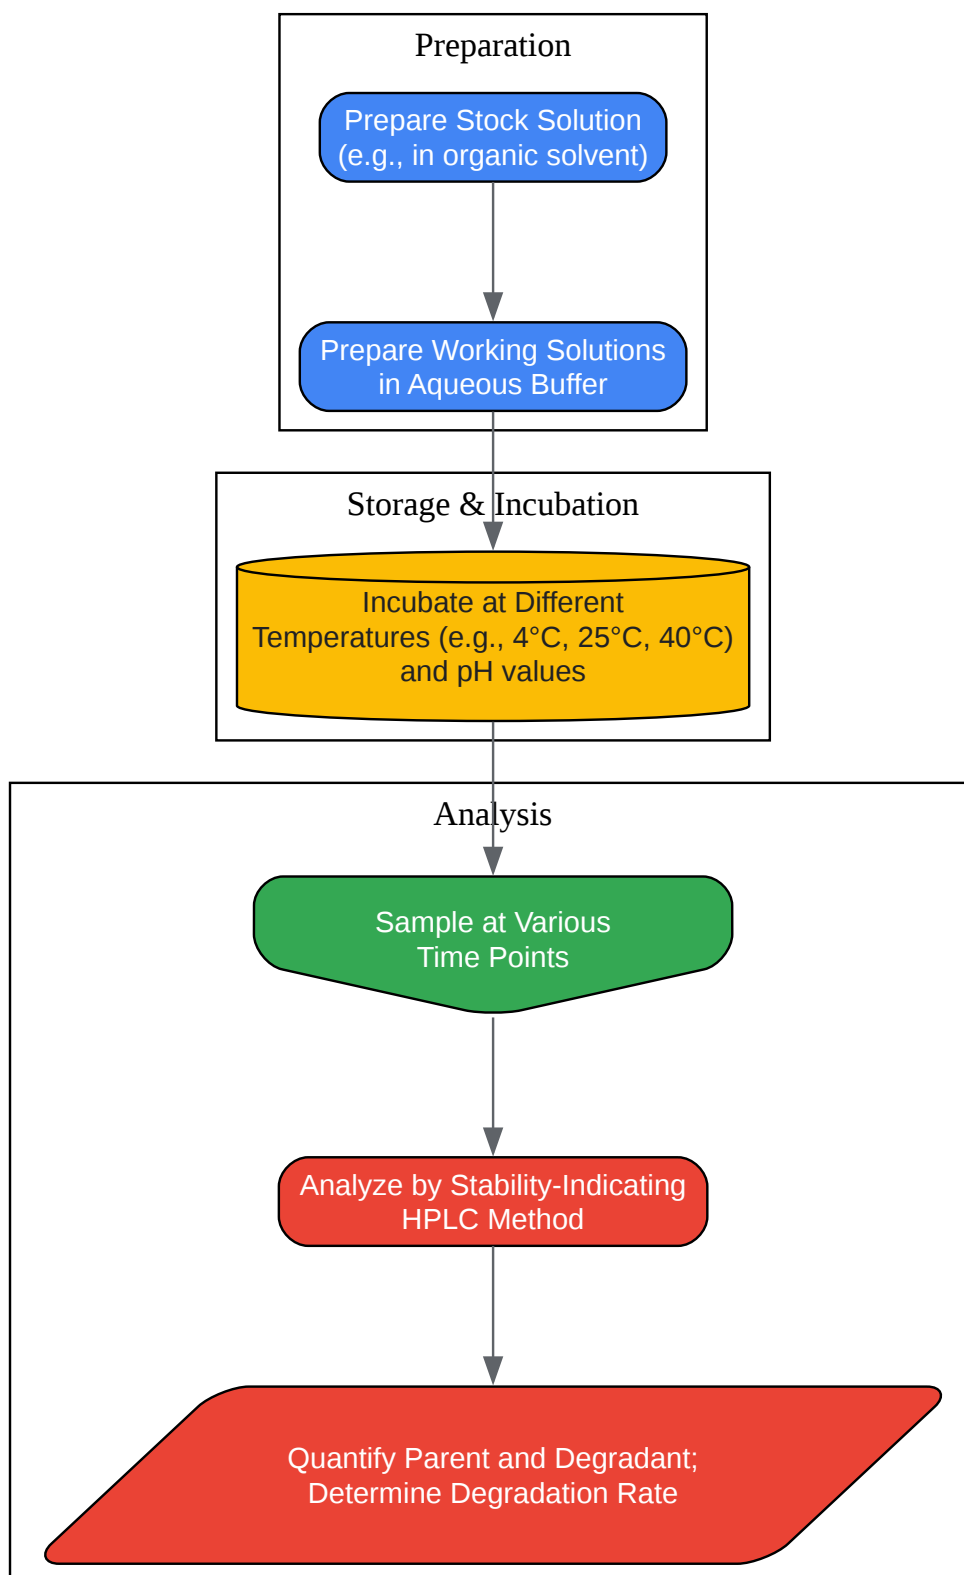 Preparation
Prepare Stock Solution
(e.g., in organic solvent)
Prepare Working Solutions
in Aqueous Buffer
Storage & Incubation
Incubate at Different
Temperatures (e.g., 4°C, 25°C, 40°C)
and pH values
Analysis
Sample at Various
Time Points
Analyze by Stability-Indicating
HPLC Method
Quantify Parent and Degradant;
Determine Degradation Rate